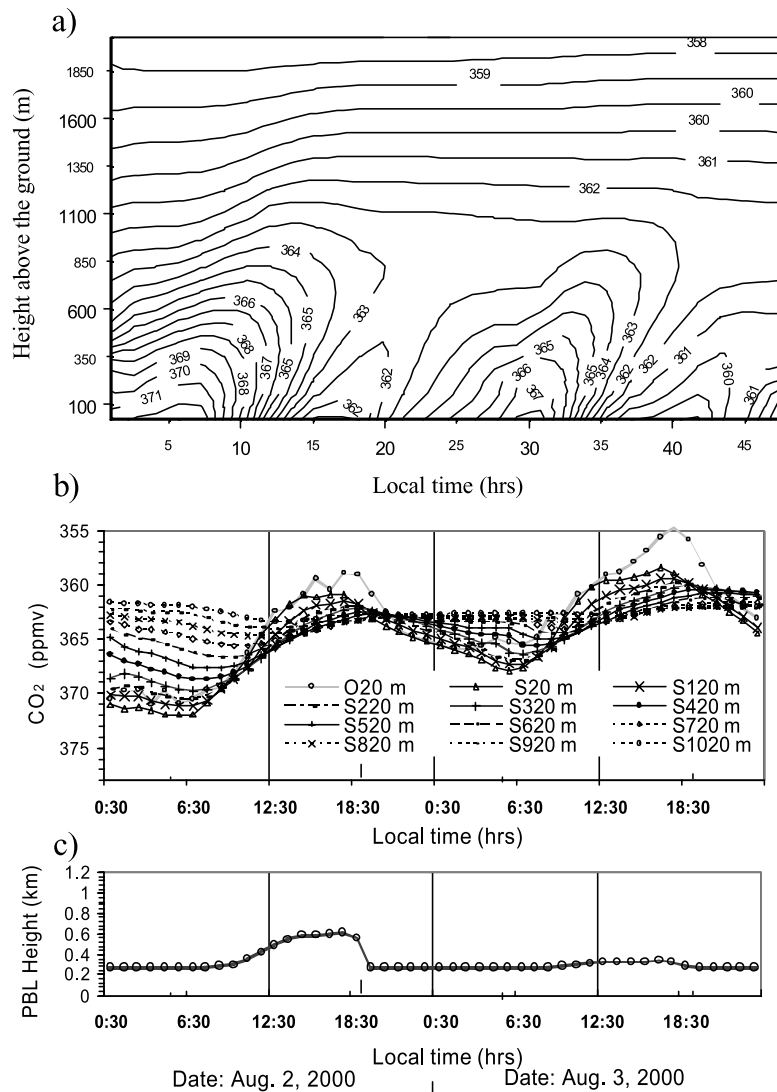 a)
358
1850
359
360
1600
360
1350
361
362
1100
364
850
363
365
366
600
363
369
368
365
350
370
367
365
366
365
364
362
362
361
360
371
368
362
362
367
361
100
5 10 15 20 25 30 35 40 45
Height above the ground (m)
Local time (hrs)
b)
355
360
365
370
375
CO2 (ppmv)
O20 m S20 m S120 m
S220 m S320 m S420 m
S520 m S620 m S720 m
S820 m S920 m S1020 m
0:30 6:30 12:30 18:30 0:30 6:30 12:30 18:30
Local time (hrs)
c)
1.2
1
0.8
0.6
0.4
0.2
0
PBL Height (km)
0:30 6:30 12:30 18:30 0:30 6:30 12:30 18:30
Local time (hrs)
Date: Aug. 2, 2000 Date: Aug. 3, 2000